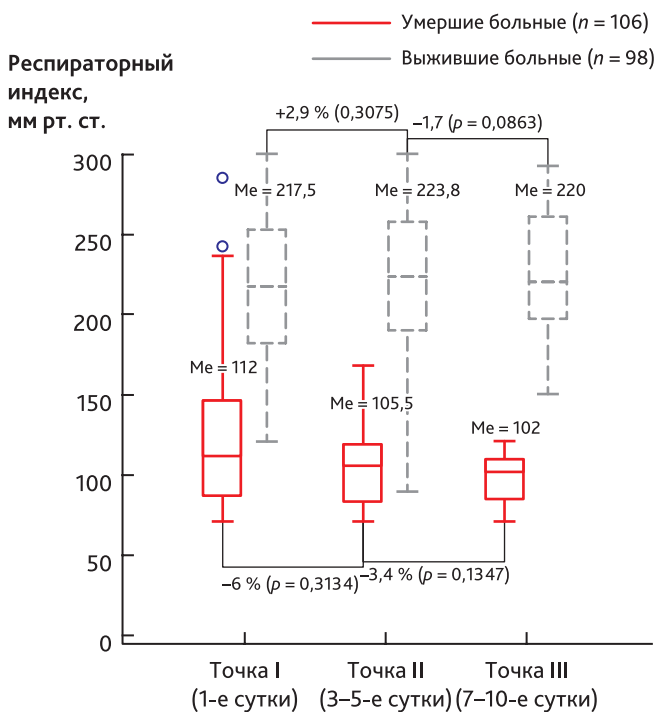 Умершие больные (n = 106)
Выжившие больные (n = 98)
Респираторный
индекс,
мм рт. ст.
+2,9 % (0,3075)
–1,7 (p = 0,0863)
300
Me = 217,5
Me = 223,8
Me = 220
250
200
Me = 112
150
Me = 105,5
Me = 102
100
50
–6 % (p = 0,3134)
–3,4 % (p = 0,1347)
0
Точка I
Точка II
Точка III
(1-е сутки)
(3–5-е сутки)
(7–10-е сутки)